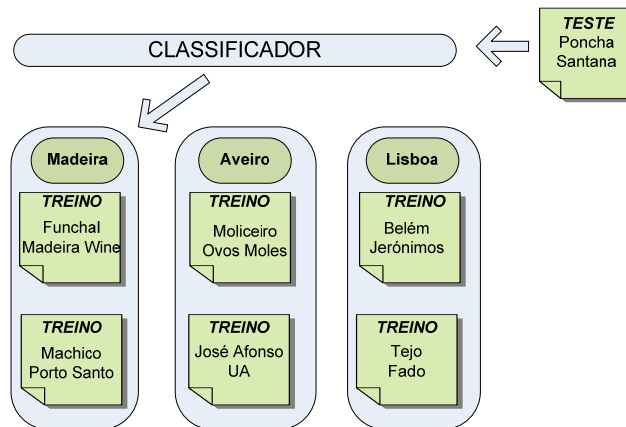 TESTE
Poncha
Santana
CLASSIFICADOR
Madeira
TREINO
Funchal
Madeira Wine
TREINO
Machico
Porto Santo
Aveiro
TREINO
Moliceiro
Ovos Moles
TREINO
José Afonso
UA
Lisboa
TREINO
Belém
Jerónimos
TREINO
Tejo
Fado